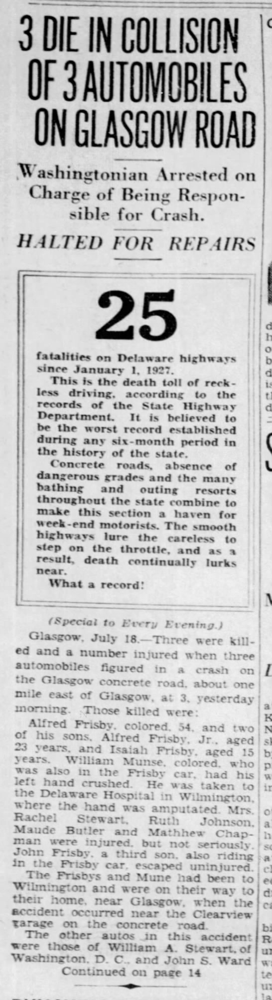 3 DIE IN COLLISION
OF 3 AUTOMOBILES
ON GLASGOW ROAD
Washingtonian Arrested on
Charge of Being Respon-
sible for Crash.
HALTED FOR REPAIRS
25
fatalities on Delaware highways
since January 1, 1927.
This is the death toll of reck-
less driving, according to the
records of the State Highway
Department. It is believed to
be the worst record established
during any six-month period in
the history of the state.
Concrete roads, absence of
dangerous grades and the many
bathing and outing resorts
throughout the state combine to
make this section a haven for
week-end motorists. The smooth
highways lure the careless to
step on the throttle, and as a
result, death continually lurks
near.
What a record!
(Special to Every Evening.)
Glasgow, July 18.—Three were kill-
ed and a number injured when three
automobiles figured in a crash on
the Glasgow concrete road, about one
mile east of Glasgow, at 3, yesterday
morning. Those killed were:
Alfred Frisby, colored, 54, and two
of his sons, Alfred Frisby, Jr., aged
23 years, and Isaiah Frisby, aged 15
years. William Munse, colored, who
was also in the Frisby car, had his
left hand crushed. He was taken to
the Delaware Hospital in Wilmington,
where the hand was amputated. Mrs.
Rachel Stewart, Ruth Johnson,
Maude Butler and Mathhew Chap-
man were injured, but not seriously.
John Frisby, a third son, also riding
in the Frisby car, escaped uninjured.
The Frisbys and Mune had been to
Wilmington and were on their way to
their home, near Glasgow, when the
accident occurred near the Clearview
garage on the concrete road.
The other autos in this accident
were those of William A. Stewart, of
Washington, D. C., and John S. Ward
Continued on page 14